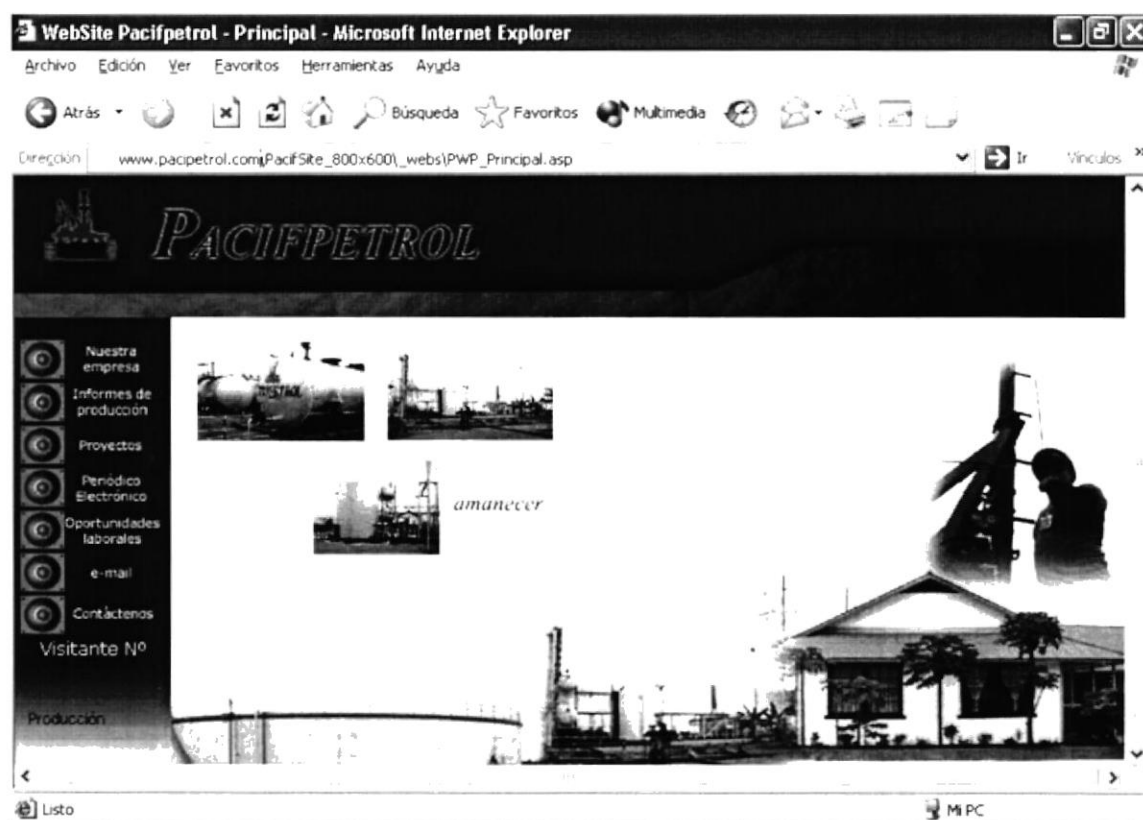 WebSite Pacifpetrol - Principal - Microsoft Internet Explorer
Archivo Edición Ver Favoritos Herramientas Ayuda
Atrás Búsqueda Favoritos Multimedia
Dirección www.pacipetrol.com\PacifSite_800x600\_webs\PWP_Principal.asp Ir Vínculos »
PACIFPETROL
Nuestra
empresa
Informes de
producción
Proyectos
Periódico
Electrónico
Oportunidades
laborales
e-mail
Contáctenos
Visitante Nº
Producción
amanecer
Listo Mi PC